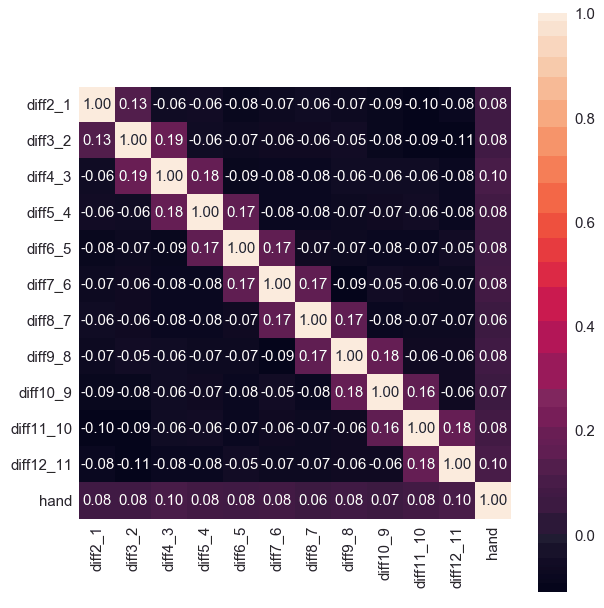 1.0
diff2_1 1.00 0.13 -0.06 -0.06 -0.08 -0.07 -0.06 -0.07 -0.09 -0.10 -0.08 0.08
diff3_2 0.13 1.00 0.19 -0.06 -0.07 -0.06 -0.06 -0.05 -0.08 -0.09 -0.11 0.08
0.8
diff4_3 -0.06 0.19 1.00 0.18 -0.09 -0.08 -0.08 -0.06 -0.06 -0.06 -0.08 0.10
diff5_4 -0.06 -0.06 0.18 1.00 0.17 -0.08 -0.08 -0.07 -0.07 -0.06 -0.08 0.08
0.6
diff6_5 -0.08 -0.07 -0.09 0.17 1.00 0.17 -0.07 -0.07 -0.08 -0.07 -0.05 0.08
diff7_6 -0.07 -0.06 -0.08 -0.08 0.17 1.00 0.17 -0.09 -0.05 -0.06 -0.07 0.08
diff8_7 -0.06 -0.06 -0.08 -0.08 -0.07 0.17 1.00 0.17 -0.08 -0.07 -0.07 0.06
0.4
diff9_8 -0.07 -0.05 -0.06 -0.07 -0.07 -0.09 0.17 1.00 0.18 -0.06 -0.06 0.08
diff10_9 -0.09 -0.08 -0.06 -0.07 -0.08 -0.05 -0.08 0.18 1.00 0.16 -0.06 0.07
diff11_10 -0.10 -0.09 -0.06 -0.06 -0.07 -0.06 -0.07 -0.06 0.16 1.00 0.18 0.08
0.2
diff12_11 -0.08 -0.11 -0.08 -0.08 -0.05 -0.07 -0.07 -0.06 -0.06 0.18 1.00 0.10
hand 0.08 0.08 0.10 0.08 0.08 0.08 0.06 0.08 0.07 0.08 0.10 1.00
0.0
diff2_1 diff3_2 diff4_3 diff5_4 diff6_5 diff7_6 diff8_7 diff9_8 diff10_9 diff11_10 diff12_11 hand